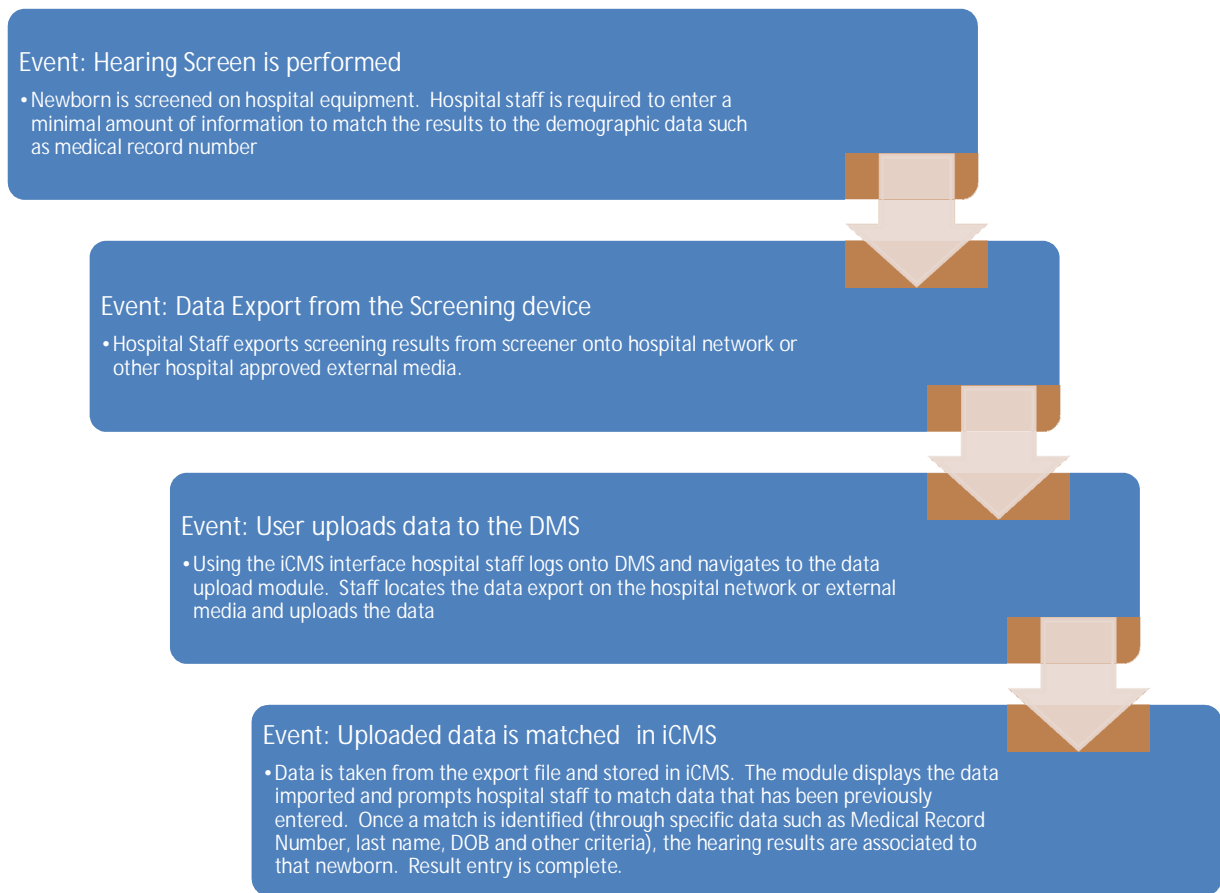 Event: Hearing Screen is performed
•Newborn is screened on hospital equipment. Hospital staff is required to enter a
minimal amount of information to match the results to the demographic data such
as medical record number
Event: Data Export from the Screening device
•Hospital Staff exports screening results from screener onto hospital network or
other hospital approved external media.
Event: User uploads data to the DMS
•Using the iCMS interface hospital staff logs onto DMS and navigates to the data
upload module. Staff locates the data export on the hospital network or external
media and uploads the data
Event: Uploaded data is matched in iCMS
•Data is taken from the export file and stored in iCMS. The module displays the data
imported and prompts hospital staff to match data that has been previously
entered. Once a match is identified (through specific data such as Medical Record
Number, last name, DOB and other criteria), the hearing results are associated to
that newborn. Result entry is complete.